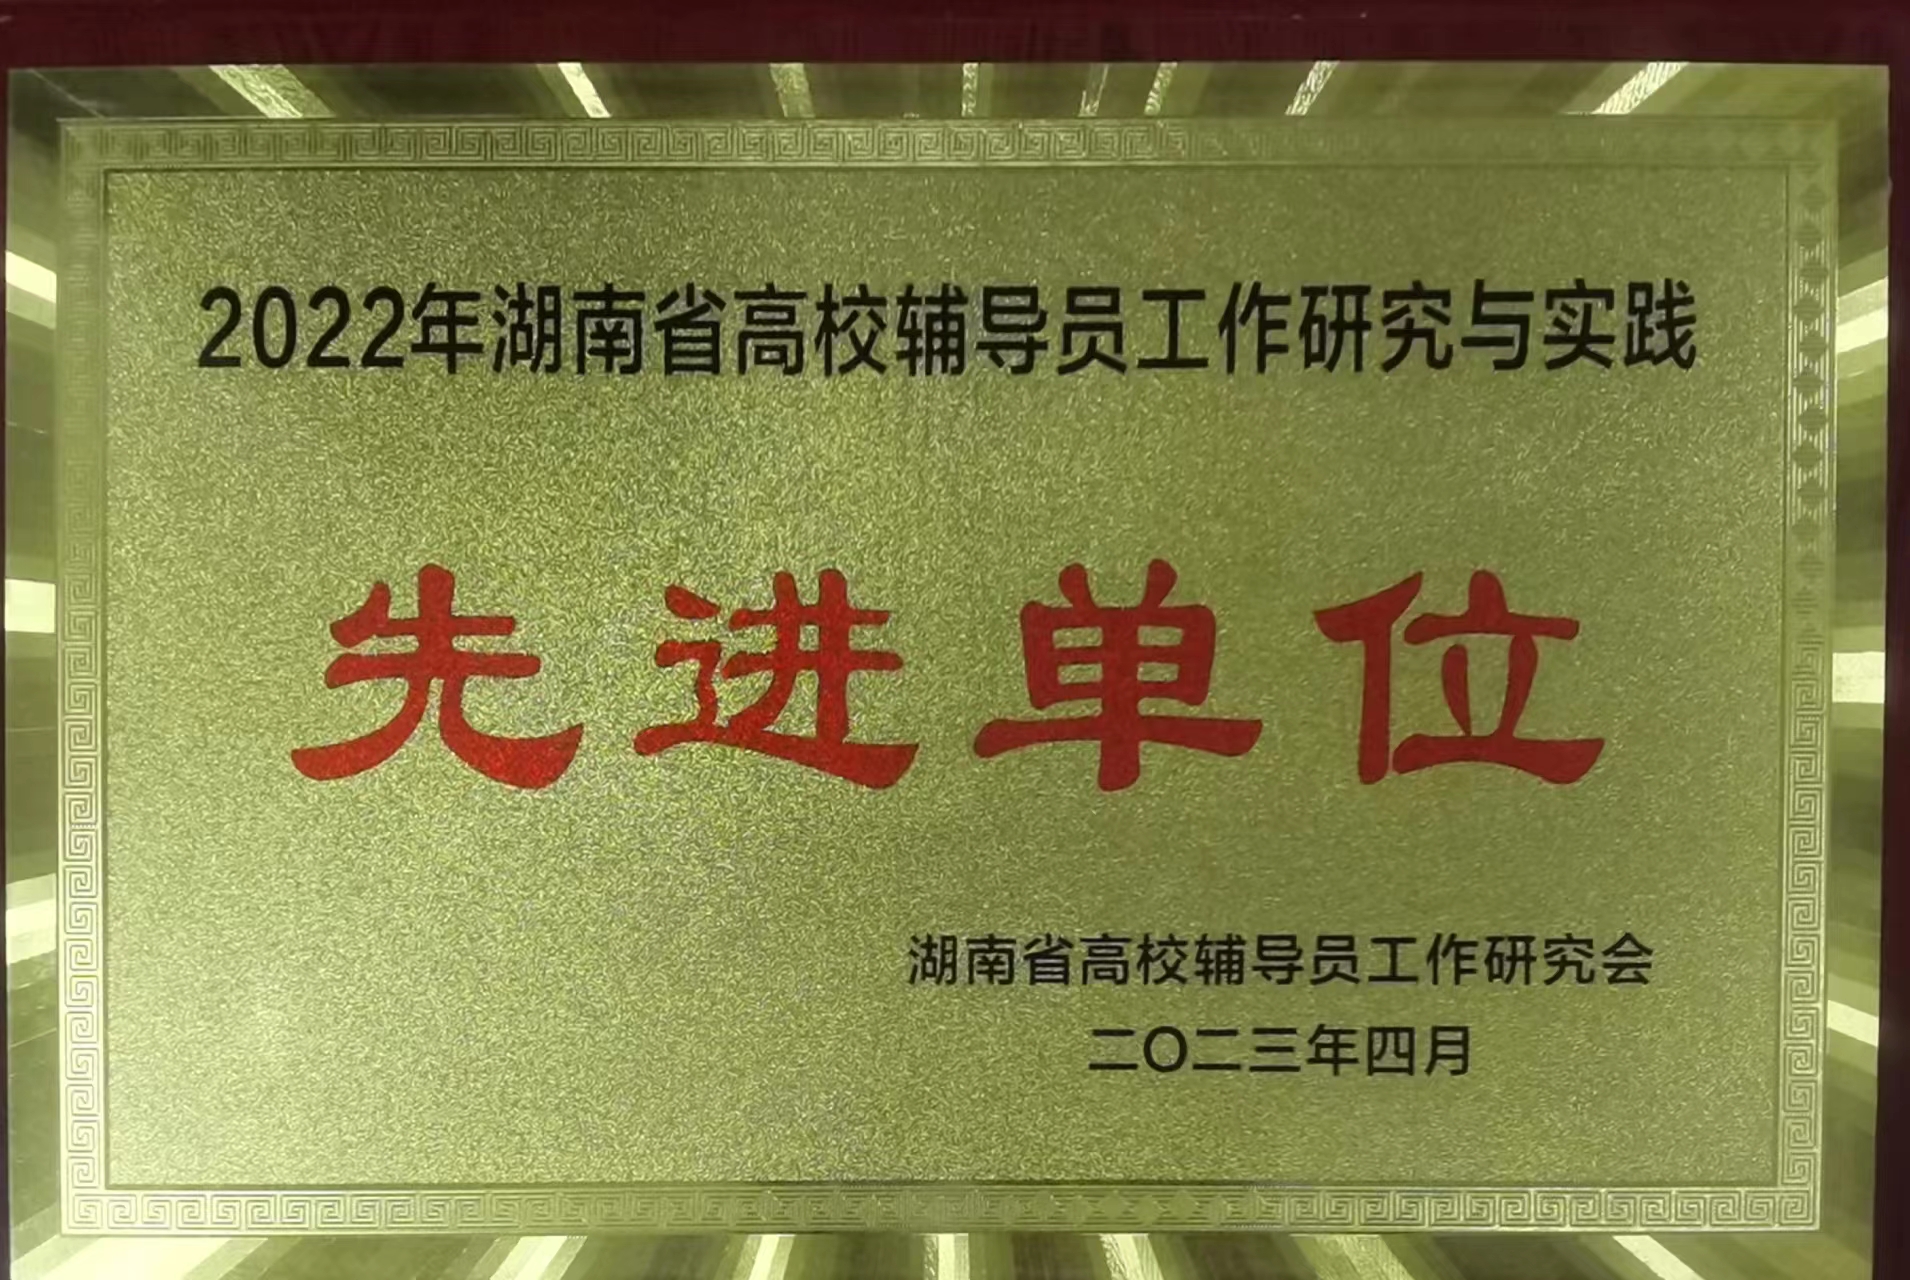 2022年湖南省高校辅导员工作研究与实践
先进单位
湖南省高校辅导员工作研究会
二〇二三年四月